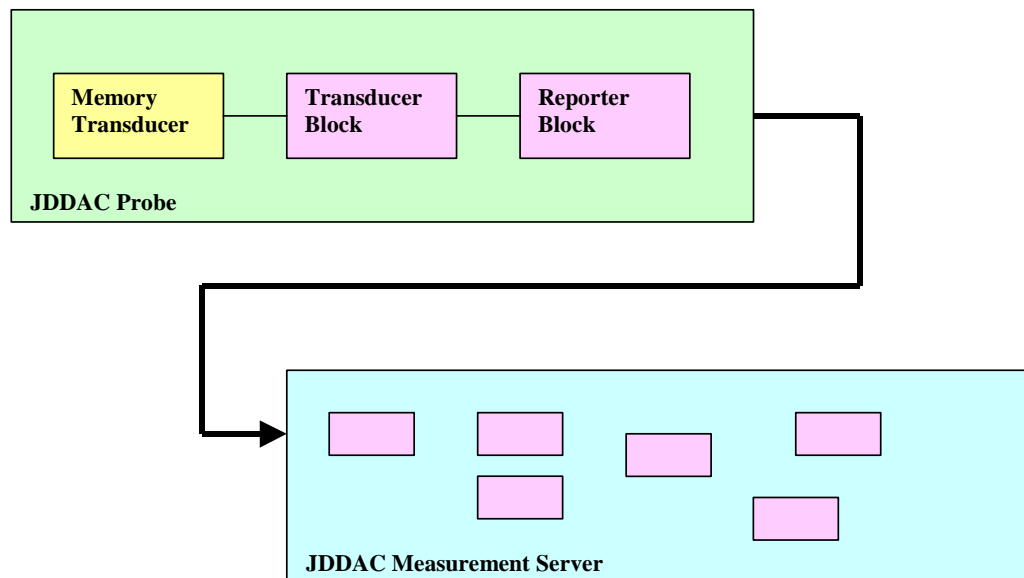 Memory
Transducer
Transducer
Block
Reporter
Block
JDDAC Probe
JDDAC Measurement Server